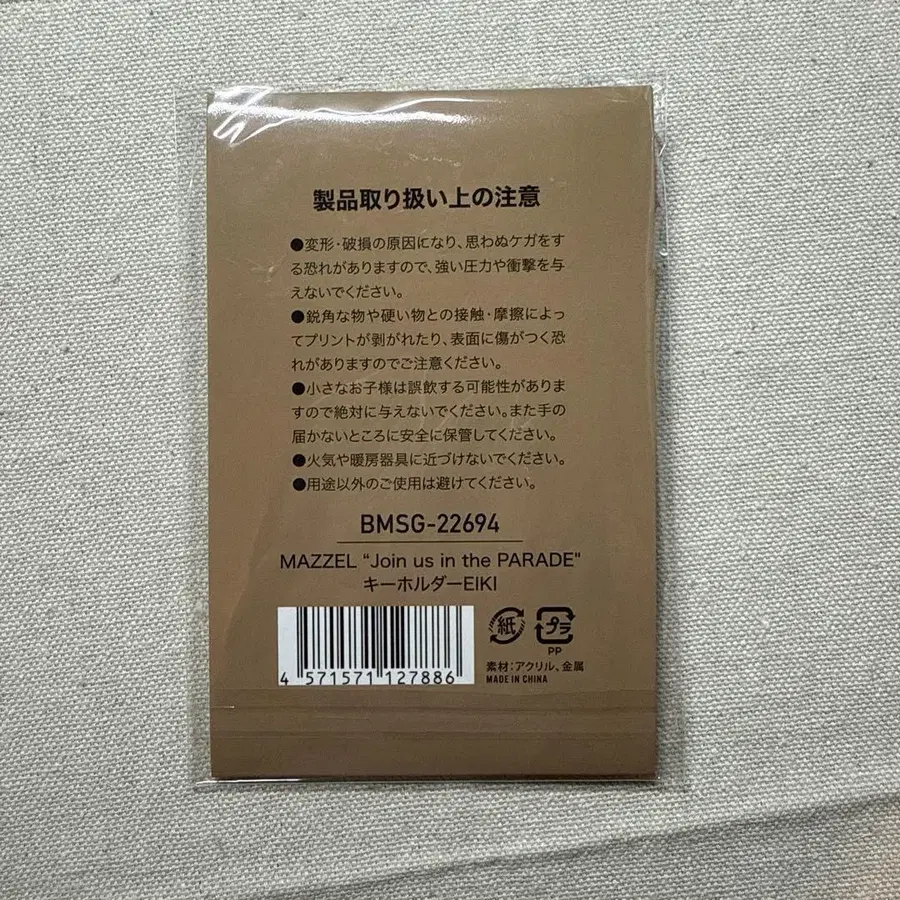 製品取り扱い上の注意
●変形・破損の原因になり、思わぬケガをす
る恐れがありますので、強い圧力や衝撃を与
えないでください。
●鋭角な物や硬い物との接触・摩擦によっ
てプリントが剥がれたり、表面に傷がつく恐
れがありますのでご注意ください。
●小さなお子様は誤飲する可能性がありま
すので絶対に与えないでください。また手の
届かないところに安全に保管してください。
●火気や暖房器具に近づけないでください。
●用途以外のご使用は避けてください。
BMSG-22694
MAZZEL “Join us in the PARADE"
キーホルダーEIKI
紙 プラ
PP
4 571571 127886
素材:アクリル、金属
MADE IN CHINA